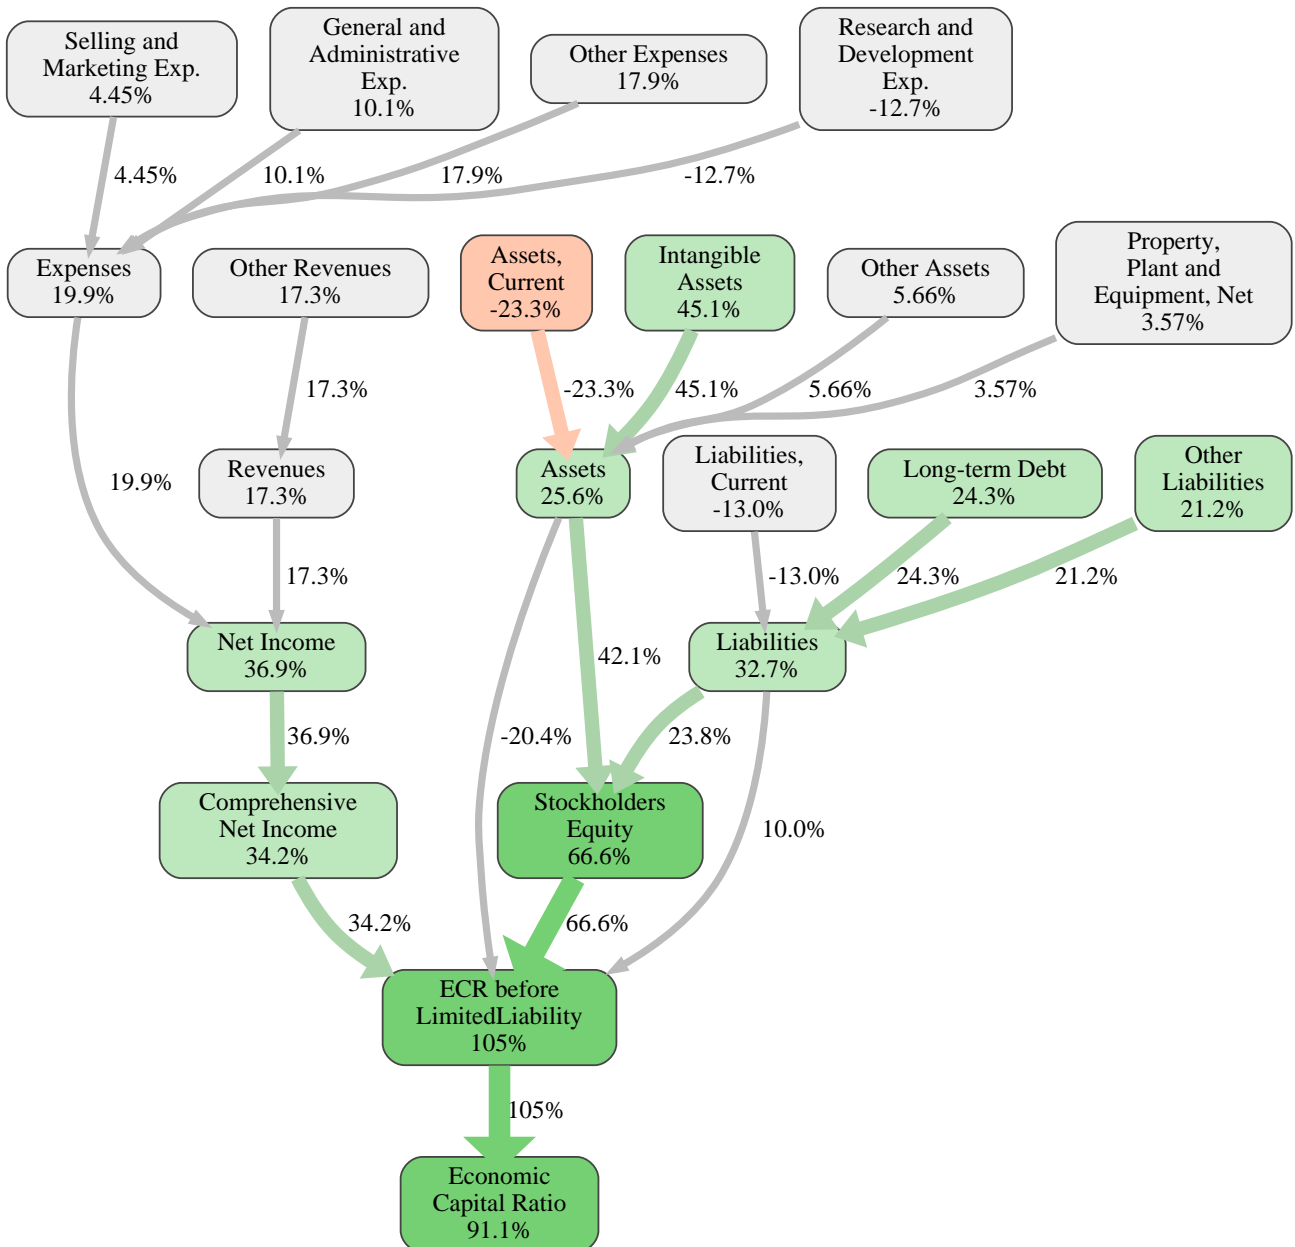 Selling and
Marketing Exp.
4.45%
General and
Administrative
Exp.
10.1%
Other Expenses
17.9%
Research and
Development
Exp.
-12.7%
4.45%
10.1%
17.9%
-12.7%
Expenses
19.9%
Other Revenues
17.3%
Assets,
Current
-23.3%
Intangible
Assets
45.1%
Other Assets
5.66%
Property,
Plant and
Equipment, Net
3.57%
17.3%
-23.3%
45.1%
5.66%
3.57%
19.9%
Revenues
17.3%
Assets
25.6%
Liabilities,
Current
-13.0%
Long-term Debt
24.3%
Other
Liabilities
21.2%
17.3%
-13.0%
24.3%
21.2%
Net Income
36.9%
42.1%
Liabilities
32.7%
36.9%
-20.4%
23.8%
Comprehensive
Net Income
34.2%
Stockholders
Equity
66.6%
10.0%
34.2%
66.6%
ECR before
LimitedLiability
105%
105%
Economic
Capital Ratio
91.1%